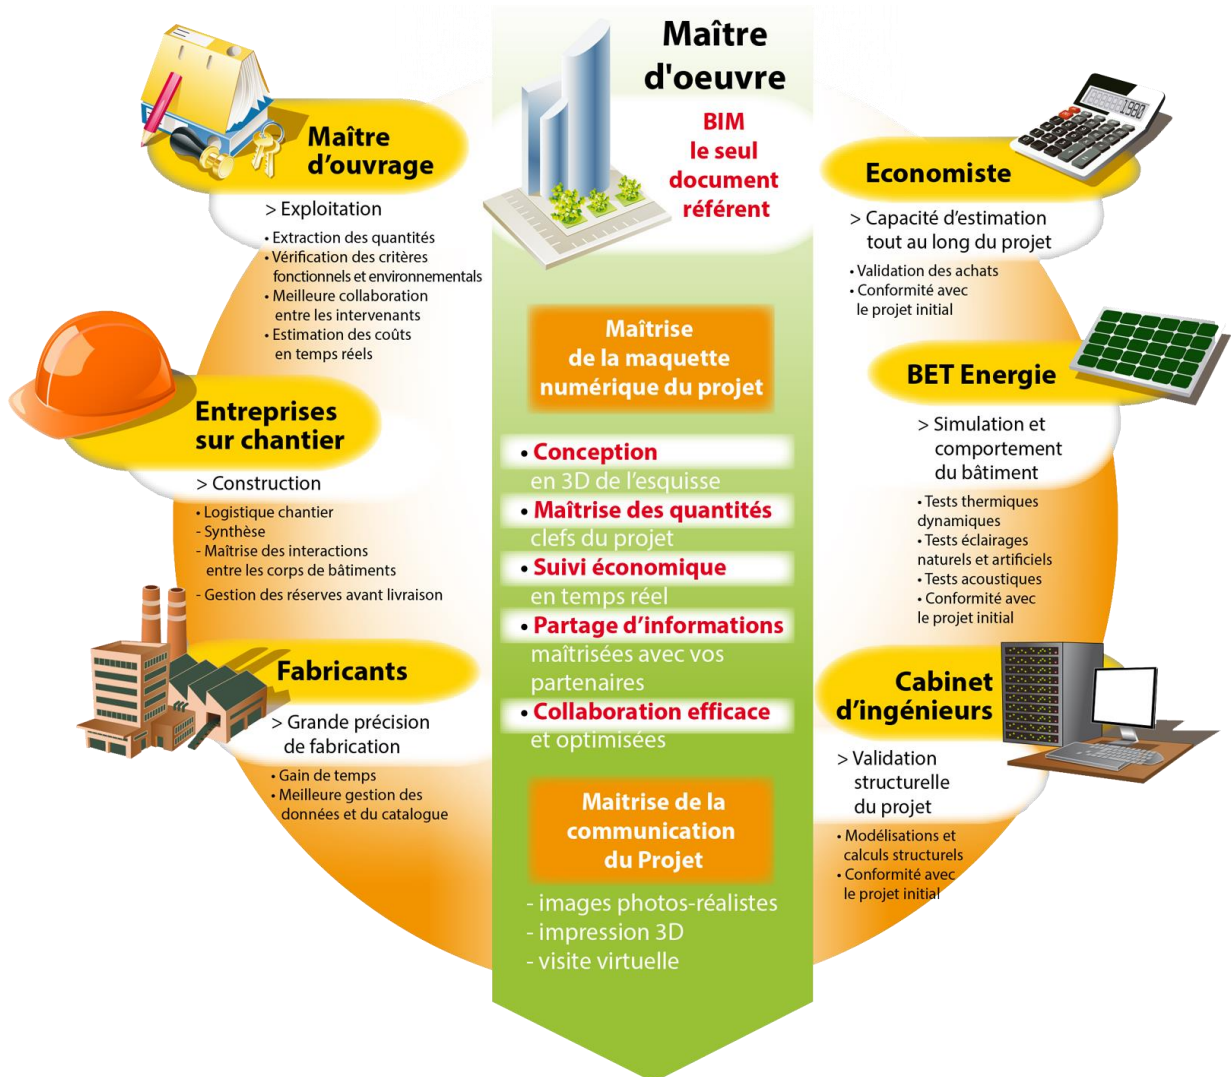 Maître
d'oeuvre
BIM
le seul
document
référent
Maître
d’ouvrage
> Exploitation
• Extraction des quantités
• Vérification des critères
fonctionnels et environnementals
• Meilleure collaboration
entre les intervenants
• Estimation des coûts
en temps réels
Entreprises
sur chantier
> Construction
• Logistique chantier
- Synthèse
- Maîtrise des interactions
entre les corps de bâtiments
- Gestion des réserves avant livraison
Fabricants
> Grande précision
de fabrication
• Gain de temps
• Meilleure gestion des
données et du catalogue
Maîtrise
de la maquette
numérique du projet
• Conception
en 3D de l’esquisse
• Maîtrise des quantités
clefs du projet
• Suivi économique
en temps réel
• Partage d’informations
maîtrisées avec vos
partenaires
• Collaboration efficace
et optimisées
Maitrise de la
communication
du Projet
- images photos-réalistes
- impression 3D
- visite virtuelle
1980
Economiste
> Capacité d’estimation
tout au long du projet
• Validation des achats
• Conformité avec
le projet initial
BET Energie
> Simulation et
comportement
du bâtiment
• Tests thermiques
dynamiques
• Tests éclairages
naturels et artificiels
• Tests acoustiques
• Conformité avec
le projet initial
Cabinet
d’ingénieurs
> Validation
structurelle
du projet
• Modélisations et
calculs structurels
• Conformité avec
le projet initial